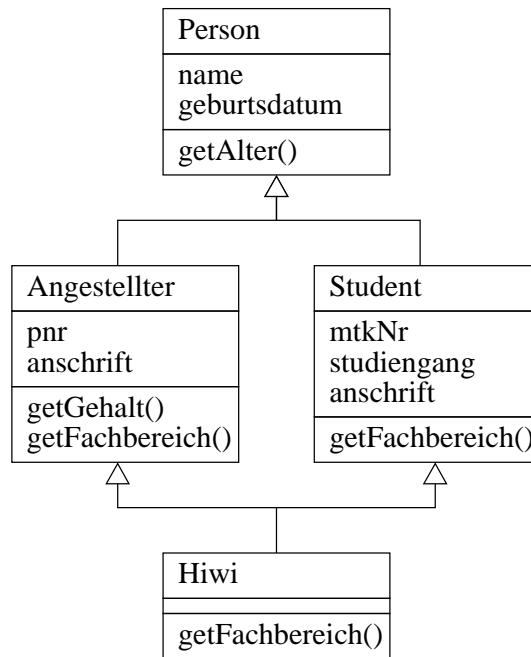 Person
name
geburtsdatum
getAlter()
Angestellter
pnr
anschrift
getGehalt()
getFachbereich()
Student
mtkNr
studiengang
anschrift
getFachbereich()
Hiwi
getFachbereich()